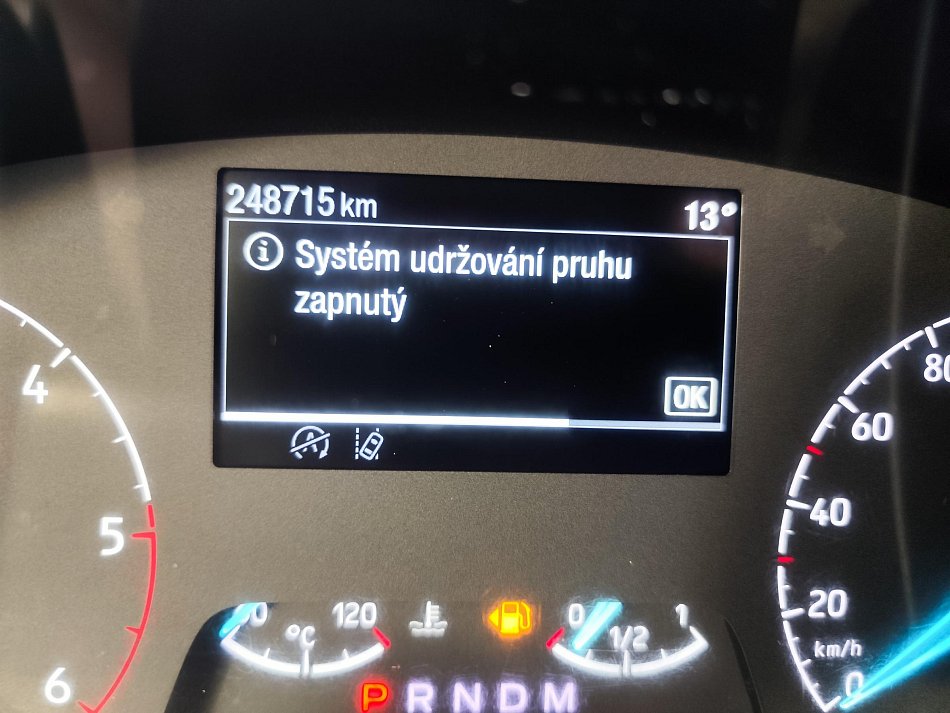 248715 km
13°
Systém udržování pruhu
zapnutý
OK
4
5
6
80
60
40
20
km/h
0
120
°C
0
1/2
1
P R N D M